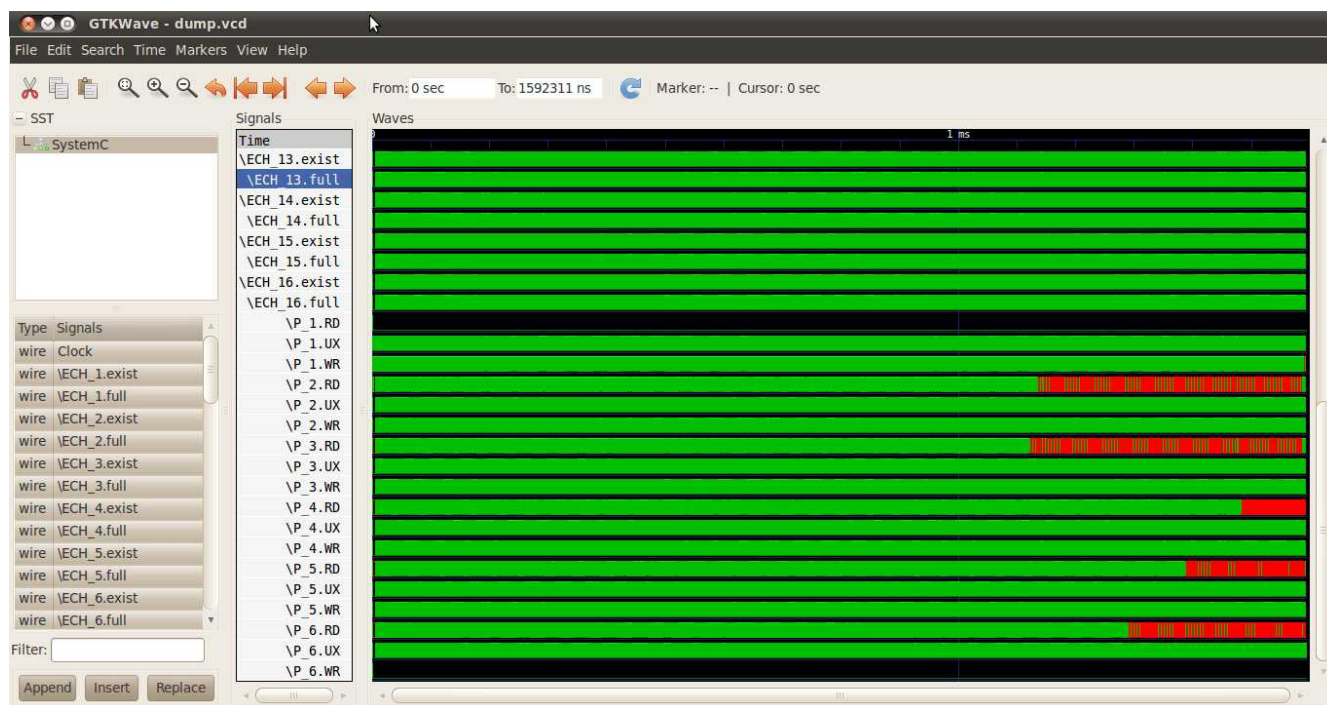 GTKWave - dump.vcd
File Edit Search Time Markers View Help
From: 0 sec To: 1592311 ns Marker: -- | Cursor: 0 sec
SST
SystemC
Type Signals
wire Clock
wire \ECH_1.exist
wire \ECH_1.full
wire \ECH_2.exist
wire \ECH_2.full
wire \ECH_3.exist
wire \ECH_3.full
wire \ECH_4.exist
wire \ECH_4.full
wire \ECH_5.exist
wire \ECH_5.full
wire \ECH_6.exist
wire \ECH_6.full
Filter:
Append Insert Replace
Signals
Time
\ECH_13.exist
\ECH_13.full
\ECH_14.exist
\ECH_14.full
\ECH_15.exist
\ECH_15.full
\ECH_16.exist
\ECH_16.full
\P_1.RD
\P_1.UX
\P_1.WR
\P_2.RD
\P_2.UX
\P_2.WR
\P_3.RD
\P_3.UX
\P_3.WR
\P_4.RD
\P_4.UX
\P_4.WR
\P_5.RD
\P_5.UX
\P_5.WR
\P_6.RD
\P_6.UX
\P_6.WR
Waves
1 ms